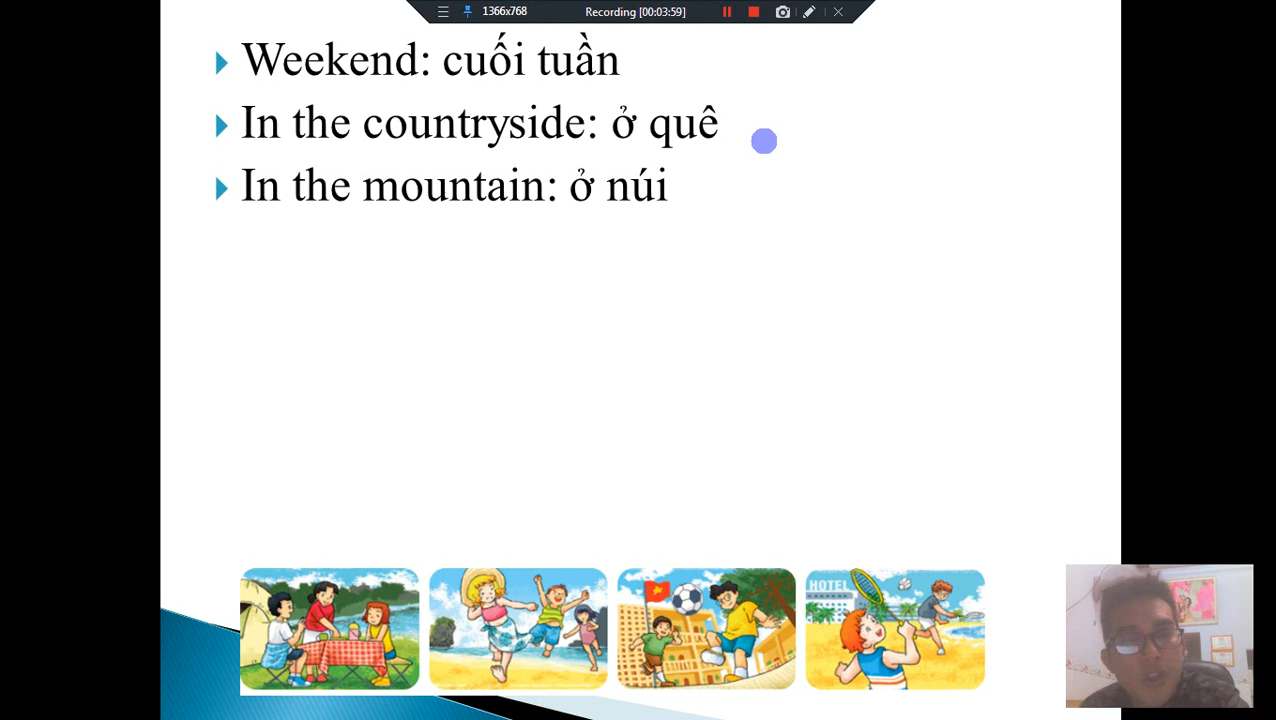 1366x768
Recording [00:03:59]
Weekend: cuối tuần
In the countryside: ở quê
In the mountain: ở núi
HOTEL